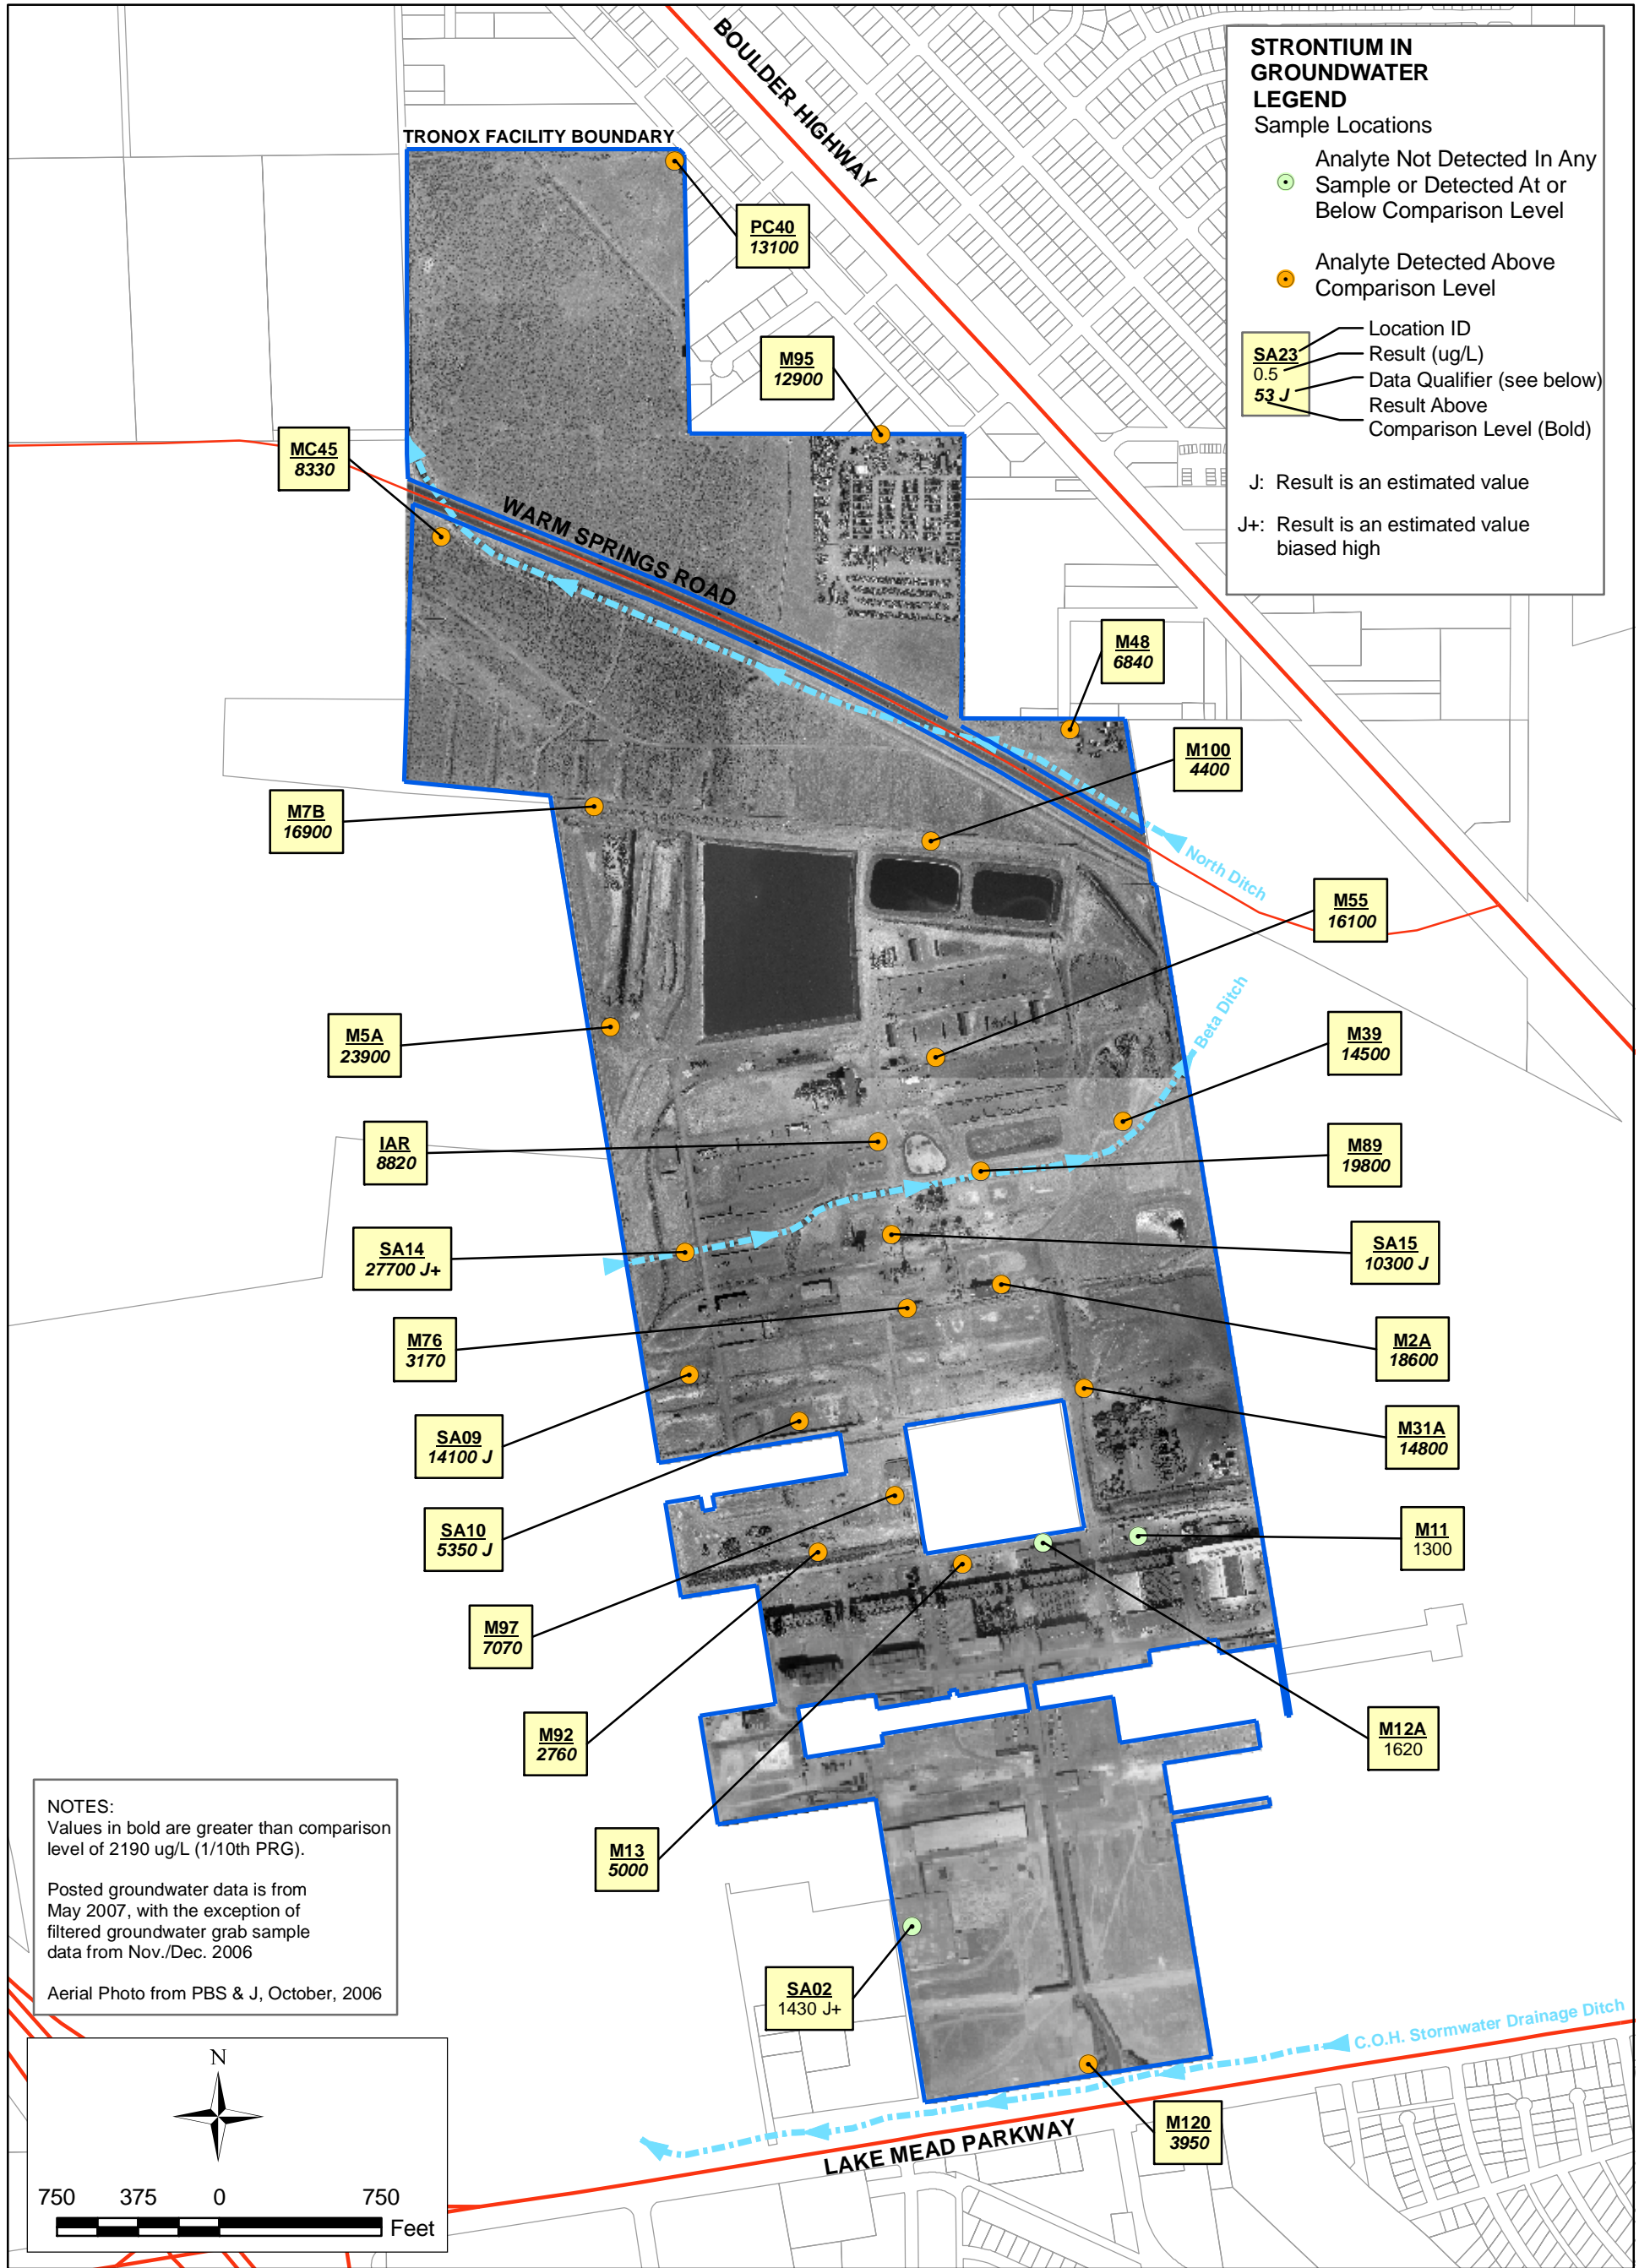 BOULDER HIGHWAY
STRONTIUM IN
GROUNDWATER
LEGEND
Sample Locations
Analyte Not Detected In Any
Sample or Detected At or
Below Comparison Level
Analyte Detected Above
Comparison Level
SA23
0.5
53 J
Location ID
Result (ug/L)
Data Qualifier (see below)
Result Above
Comparison Level (Bold)
J: Result is an estimated value
J+: Result is an estimated value
biased high
TRONOX FACILITY BOUNDARY
PC40
13100
M95
12900
MC45
8330
WARM SPRINGS ROAD
M48
6840
M100
4400
M7B
16900
North Ditch
M55
16100
Beta Ditch
M5A
23900
M39
14500
IAR
8820
M89
19800
SA14
27700 J+
SA15
10300 J
M76
3170
M2A
18600
SA09
14100 J
M31A
14800
SA10
5350 J
M11
1300
M97
7070
M92
2760
M12A
1620
M13
5000
NOTES:
Values in bold are greater than comparison
level of 2190 ug/L (1/10th PRG).
Posted groundwater data is from
May 2007, with the exception of
filtered groundwater grab sample
data from Nov./Dec. 2006
Aerial Photo from PBS & J, October, 2006
SA02
1430 J+
C.O.H. Stormwater Drainage Ditch
M120
3950
LAKE MEAD PARKWAY
N
750 375 0 750
Feet